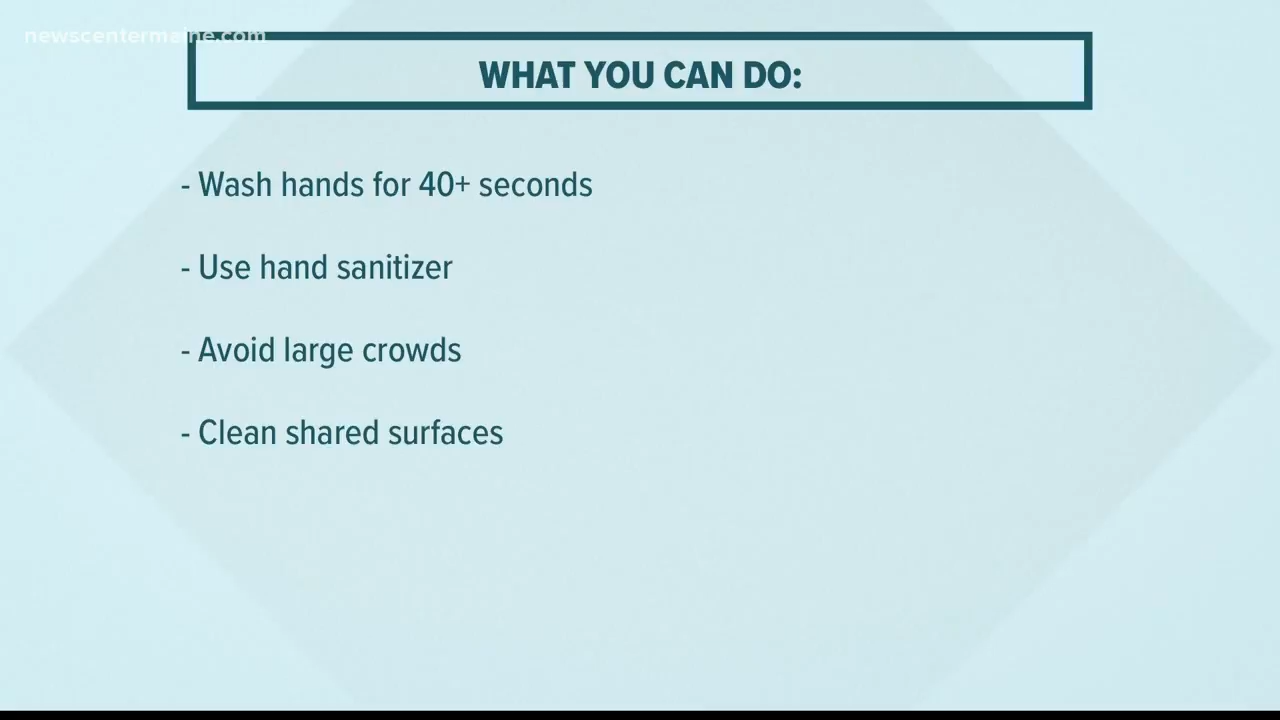 newscentermaine.com
WHAT YOU CAN DO:
- Wash hands for 40+ seconds
- Use hand sanitizer
- Avoid large crowds
- Clean shared surfaces